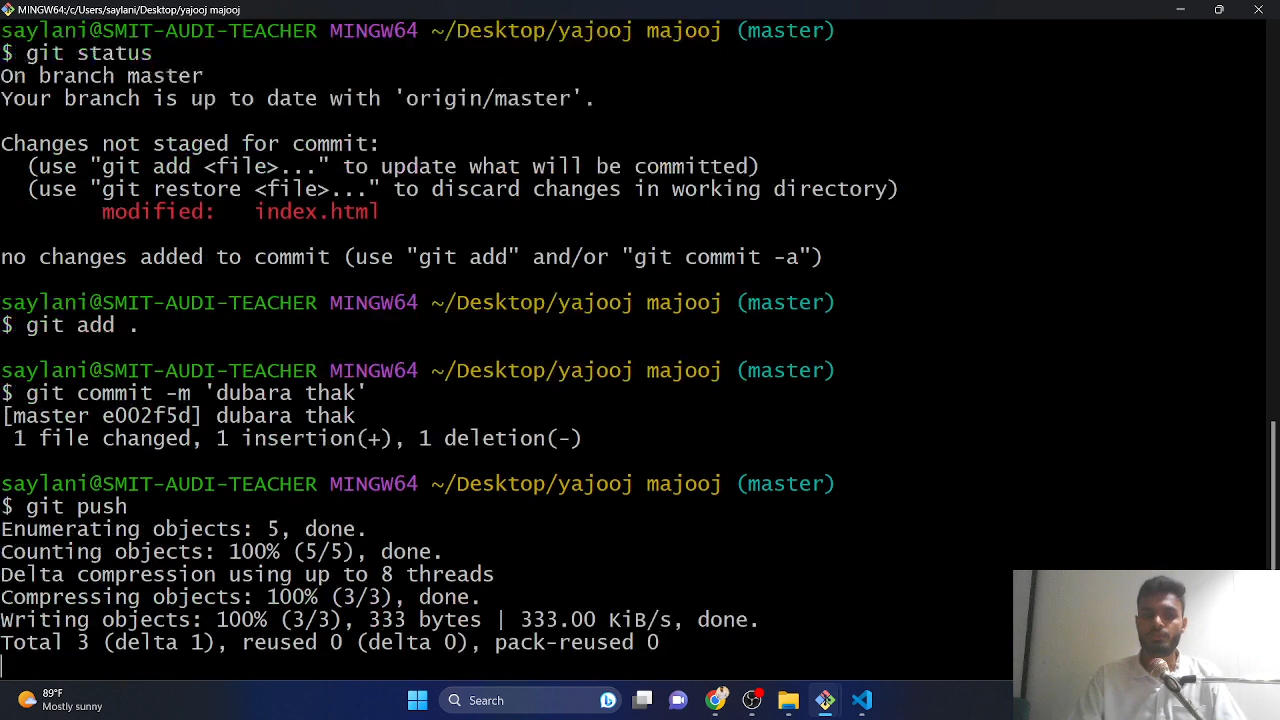 MINGW64:/c/Users/saylani/Desktop/yajooj majooj
saylani@SMIT-AUDI-TEACHER MINGW64 ~/Desktop/yajooj majooj (master)
$ git status
On branch master
Your branch is up to date with 'origin/master'.
Changes not staged for commit:
(use "git add <file>..." to update what will be committed)
(use "git restore <file>..." to discard changes in working directory)
modified: index.html
no changes added to commit (use "git add" and/or "git commit -a")
saylani@SMIT-AUDI-TEACHER MINGW64 ~/Desktop/yajooj majooj (master)
$ git add .
saylani@SMIT-AUDI-TEACHER MINGW64 ~/Desktop/yajooj majooj (master)
$ git commit -m 'dubara thak'
[master e002f5d] dubara thak
1 file changed, 1 insertion(+), 1 deletion(-)
saylani@SMIT-AUDI-TEACHER MINGW64 ~/Desktop/yajooj majooj (master)
$ git push
Enumerating objects: 5, done.
Counting objects: 100% (5/5), done.
Delta compression using up to 8 threads
Compressing objects: 100% (3/3), done.
Writing objects: 100% (3/3), 333 bytes | 333.00 KiB/s, done.
Total 3 (delta 1), reused 0 (delta 0), pack-reused 0
89°F
Mostly sunny
Search